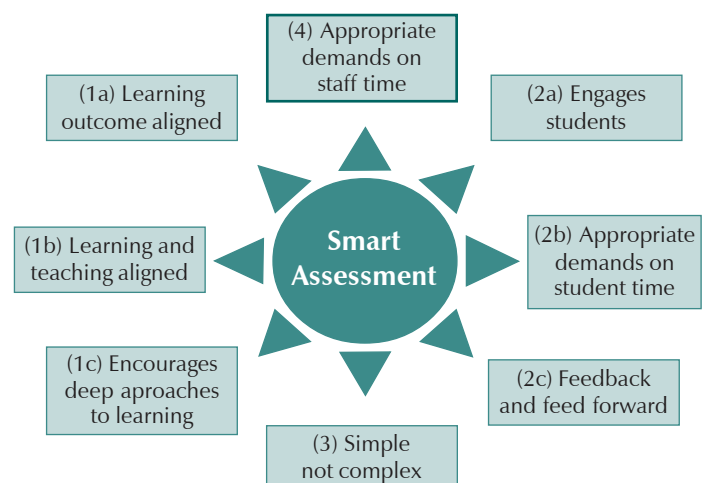 (4) Appropriate
demands on
staff time
(1a) Learning
outcome aligned
(2a) Engages
students
(1b) Learning and
teaching aligned
Smart
Assessment
(2b) Appropriate
demands on
student time
(1c) Encourages
deep aproaches
to learning
(2c) Feedback
and feed forward
(3) Simple
not complex